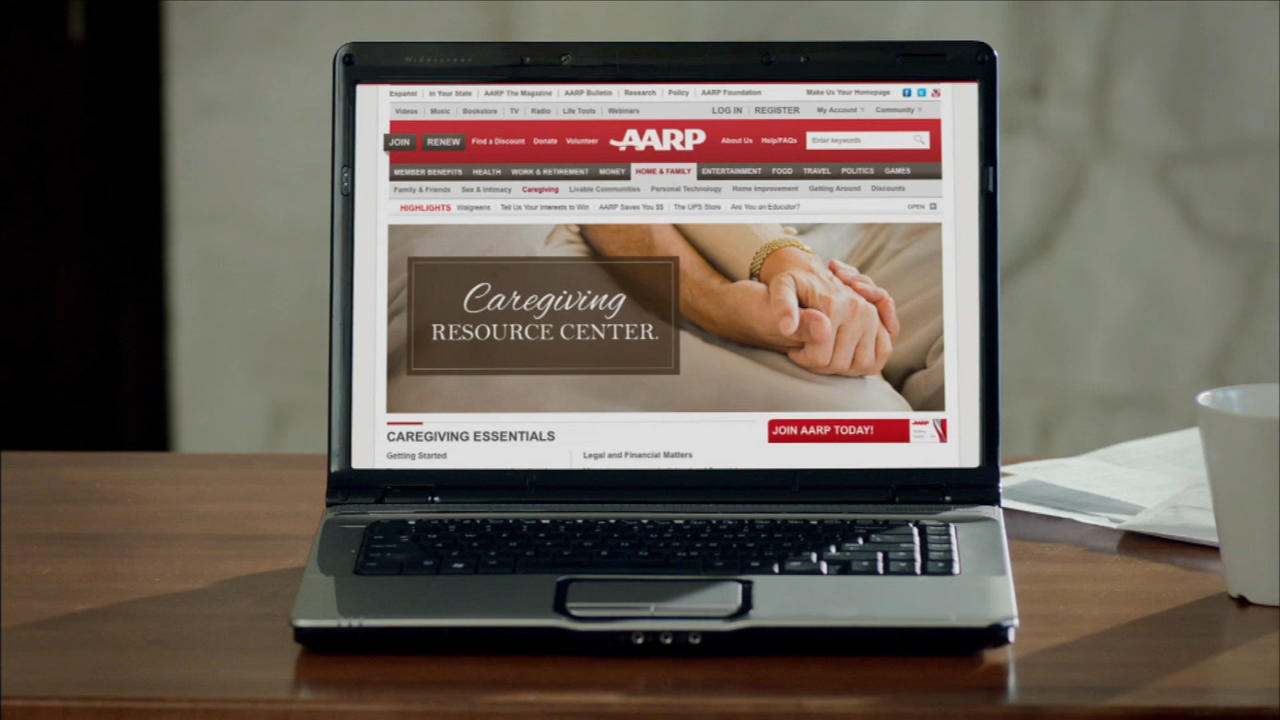 Widescreen
Español In Your State AARP The Magazine AARP Bulletin Research Policy AARP Foundation Make Us Your Homepage
Videos Music Bookstore TV Radio Life Tools Webinars LOG IN REGISTER My Account Community
JOIN RENEW Find a Discount Donate Volunteer AARP About Us Help/FAQs Enter keywords
MEMBER BENEFITS HEALTH WORK & RETIREMENT MONEY HOME & FAMILY ENTERTAINMENT FOOD TRAVEL POLITICS GAMES
Family & Friends Sex & Intimacy Caregiving Livable Communities Personal Technology Home Improvement Getting Around Discounts
HIGHLIGHTS Walgreens Tell Us Your Interests to Win AARP Saves You $$ The UPS Store Are You an Educator? OPEN
Caregiving
RESOURCE CENTER.
CAREGIVING ESSENTIALS JOIN AARP TODAY! AARP
Getting Started Legal and Financial Matters